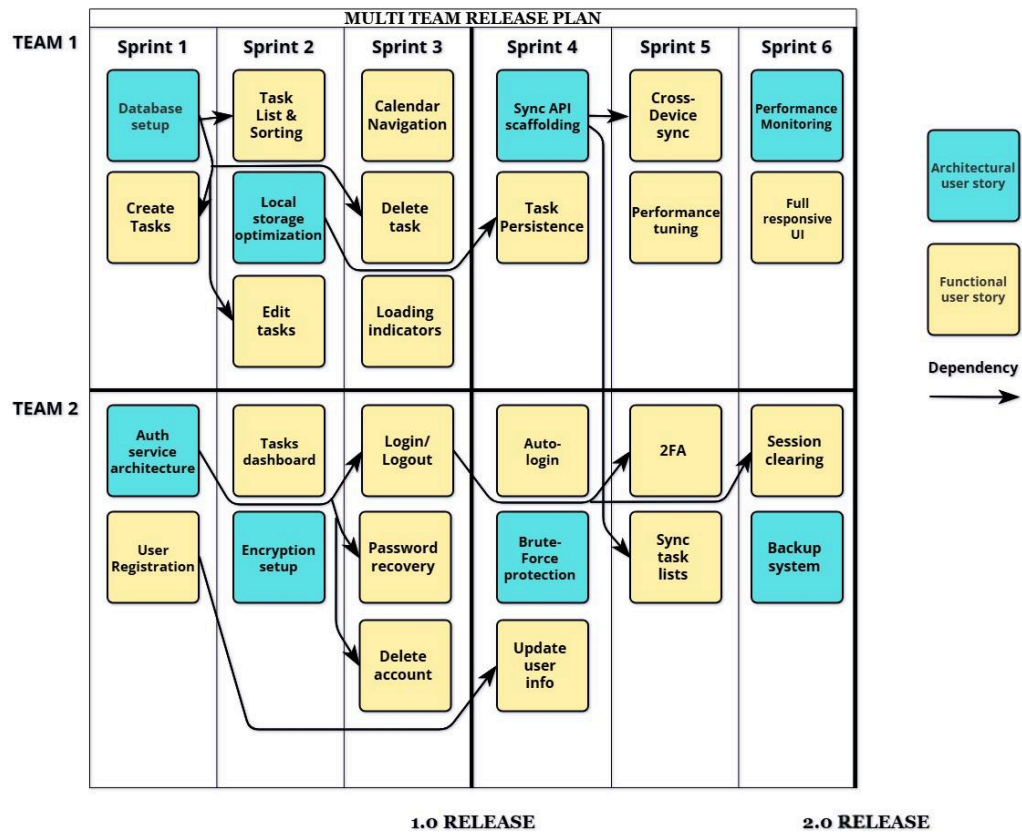 MULTI TEAM RELEASE PLAN
TEAM 1
Sprint 1
Sprint 2
Sprint 3
Sprint 4
Sprint 5
Sprint 6
Database
setup
Task
List &
Sorting
Calendar
Navigation
Sync API
scaffolding
Cross-
Device
sync
Performance
Monitoring
Create
Tasks
Local
storage
optimization
Delete
task
Task
Persistence
Performance
tuning
Full
responsive
UI
Edit
tasks
Loading
indicators
Architectural
user story
Functional
user story
Dependency
TEAM 2
Auth
service
architecture
Tasks
dashboard
Login/
Logout
Auto-
login
2FA
Session
clearing
User
Registration
Encryption
setup
Password
recovery
Brute-
Force
protection
Sync
task
lists
Backup
system
Delete
account
Update
user
info
1.0 RELEASE
2.0 RELEASE